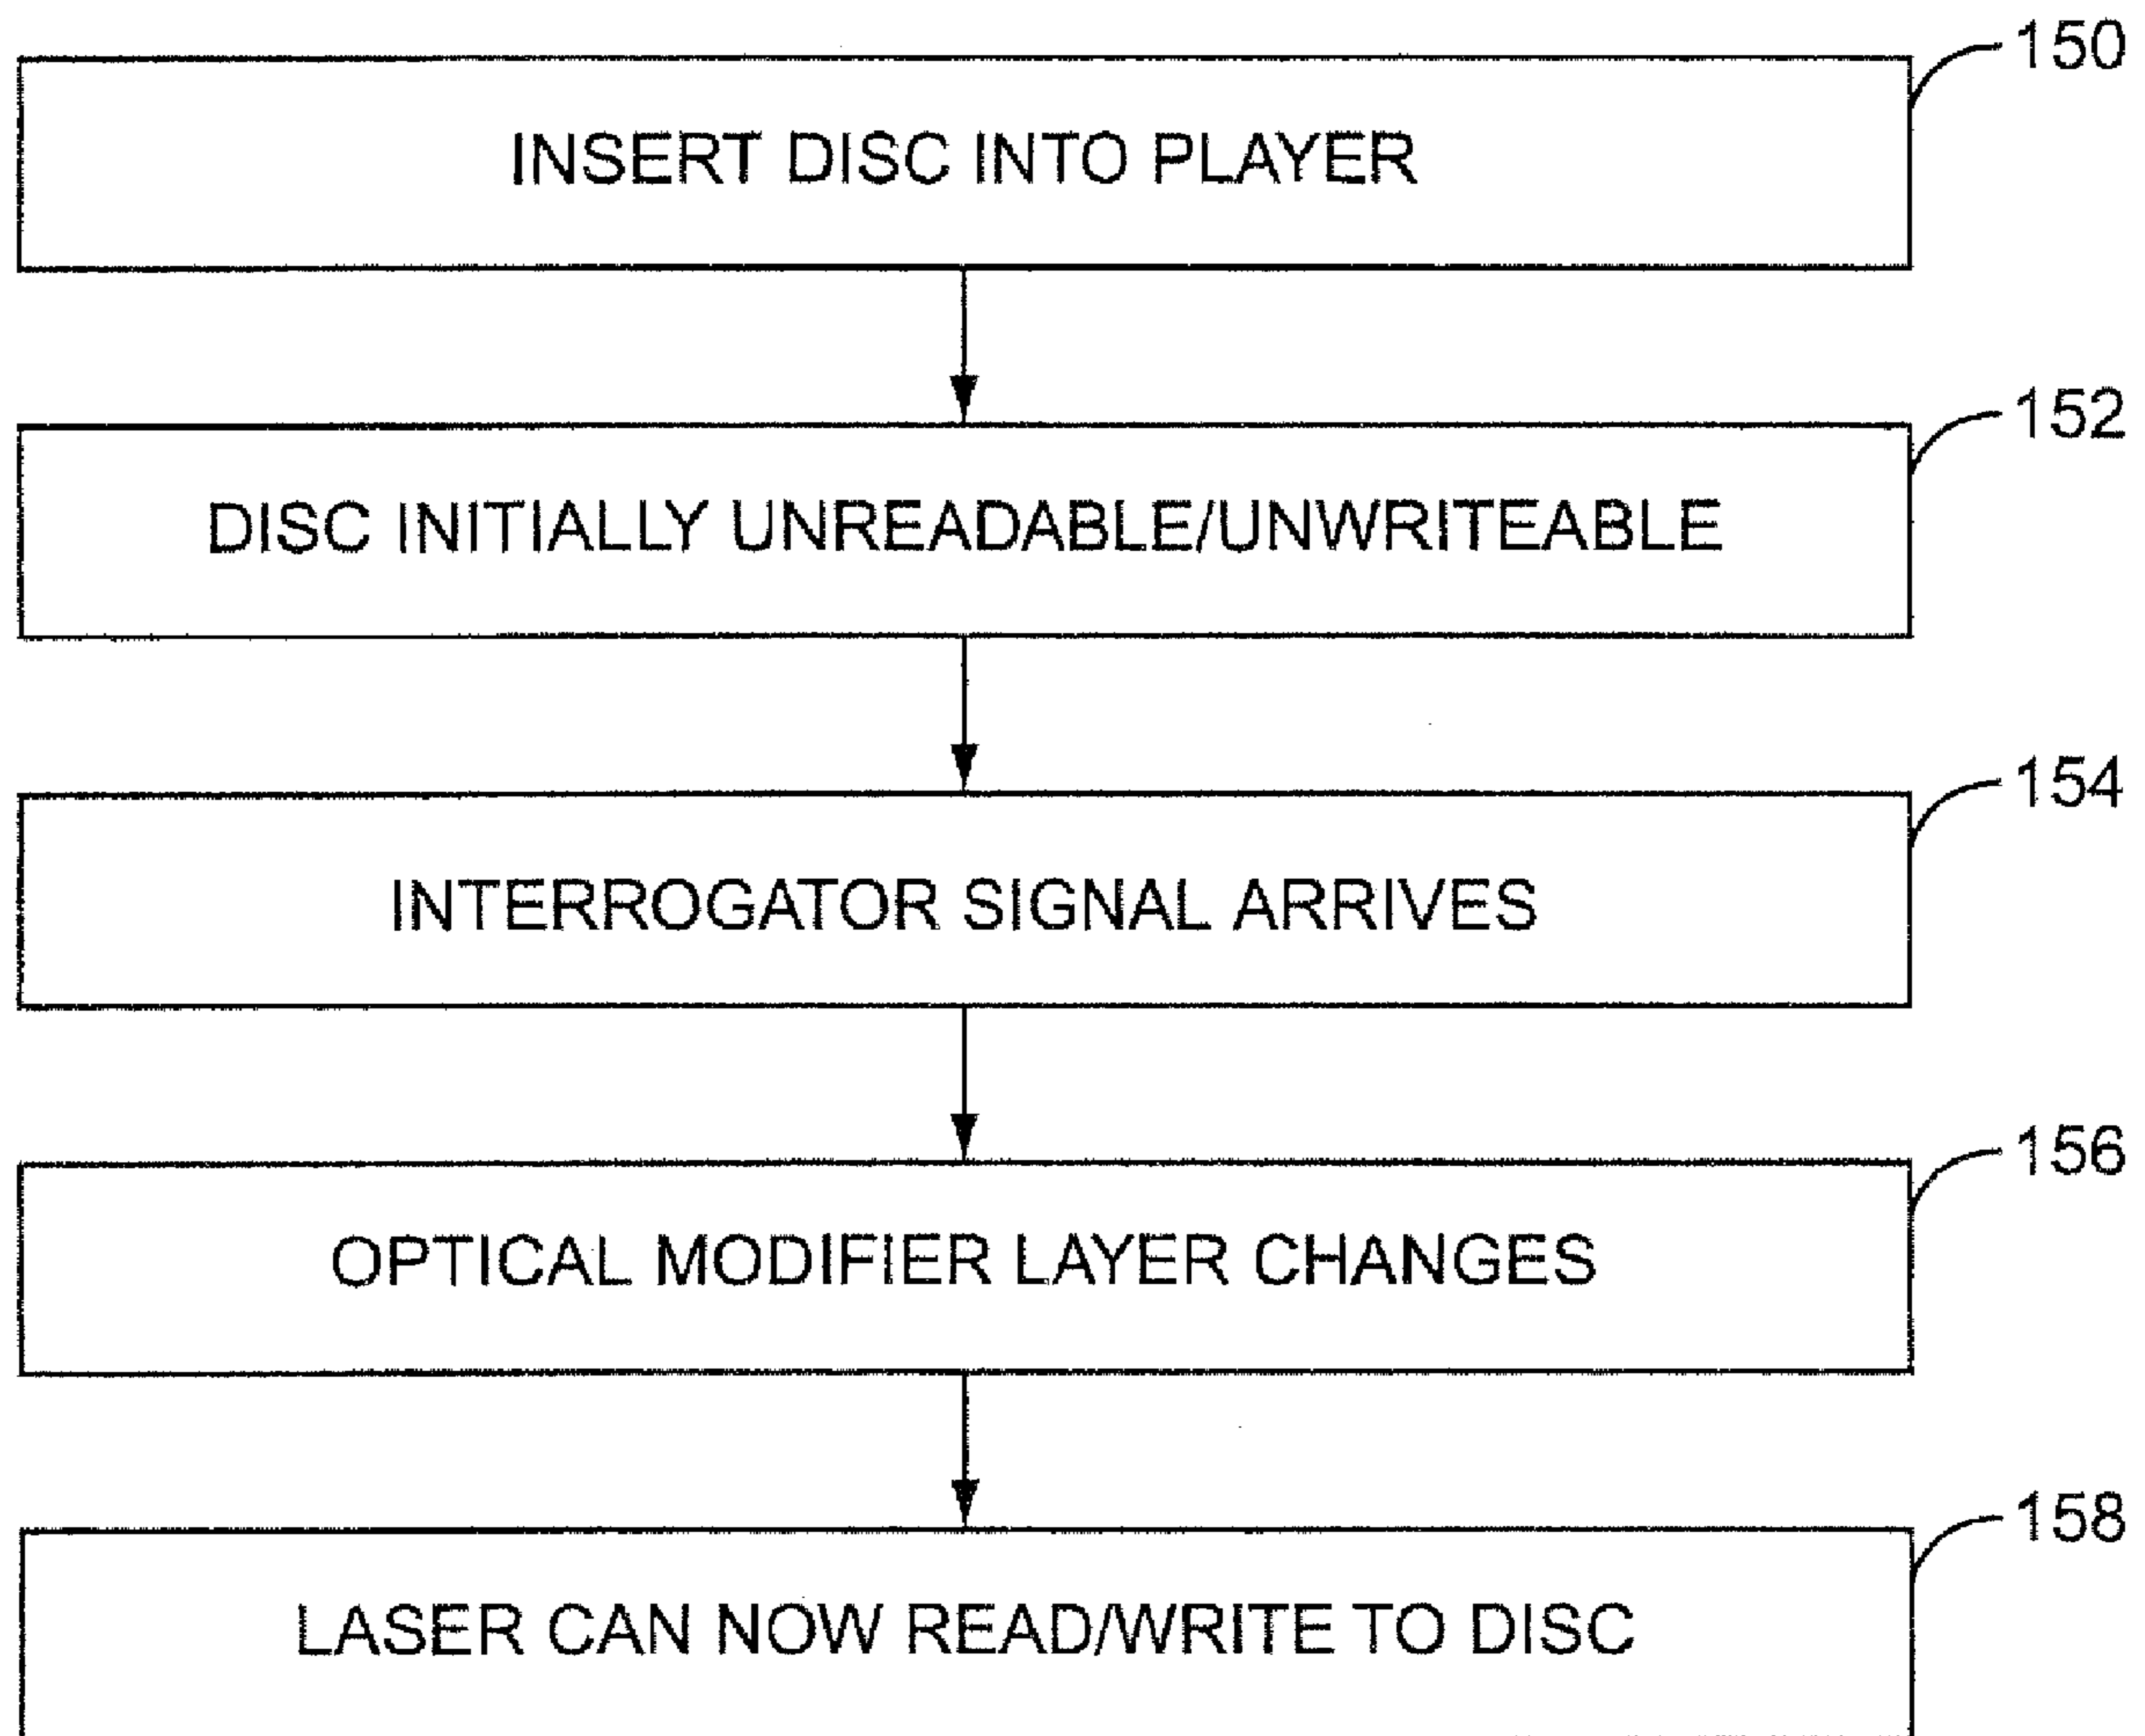 150
INSERT DISC INTO PLAYER
152
DISC INITIALLY UNREADABLE/UNWRITEABLE
154
INTERROGATOR SIGNAL ARRIVES
156
OPTICAL MODIFIER LAYER CHANGES
158
LASER CAN NOW READ/WRITE TO DISC